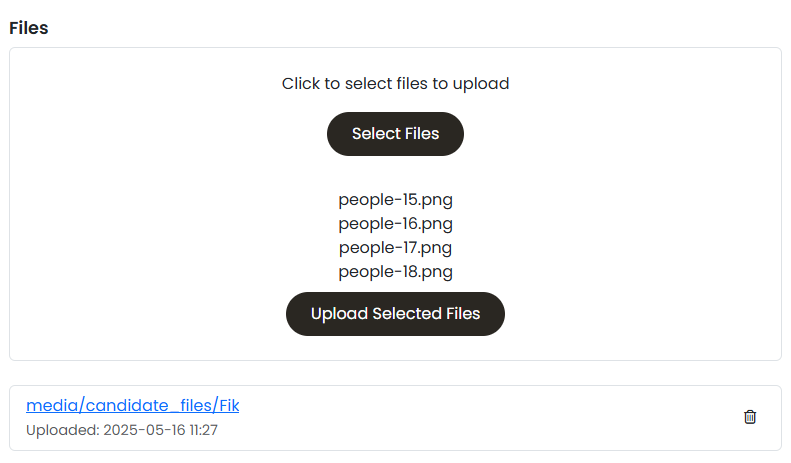 Files
Click to select files to upload
Select Files
people-15.png
people-16.png
people-17.png
people-18.png
Upload Selected Files
media/candidate_files/Fik
Uploaded: 2025-05-16 11:27